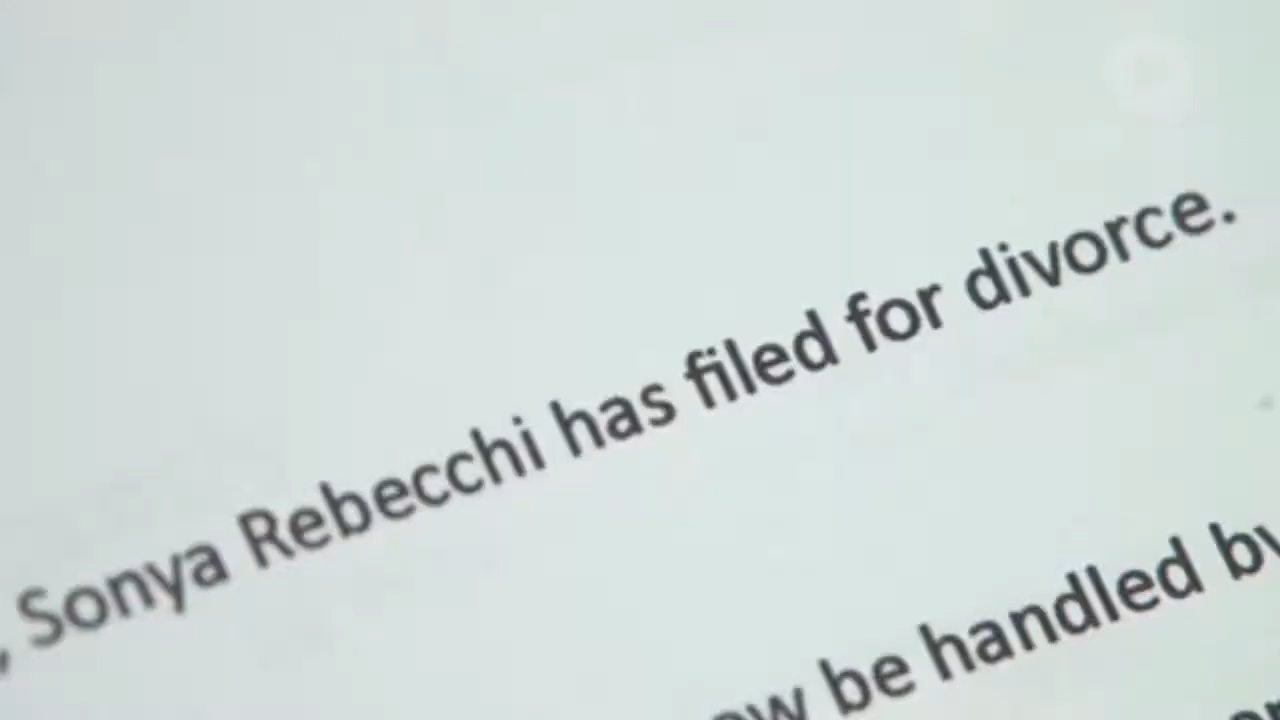 , Sonya Rebecchi has filed for divorce.
be handled by